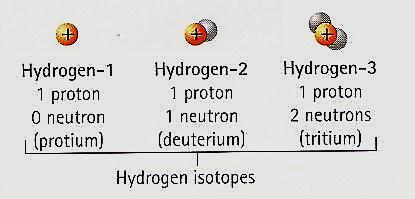 + + +
Hydrogen-1 Hydrogen-2 Hydrogen-3
1 proton 1 proton 1 proton
0 neutron 1 neutron 2 neutrons
(protium) (deuterium) (tritium)
Hydrogen isotopes